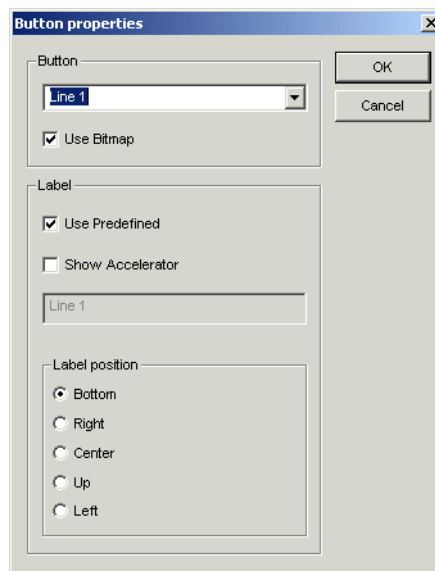 Button properties
Button
OK
Line 1
Cancel
Use Bitmap
Label
Use Predefined
Show Accelerator
Line 1
Label position
Bottom
Right
Center
Up
Left